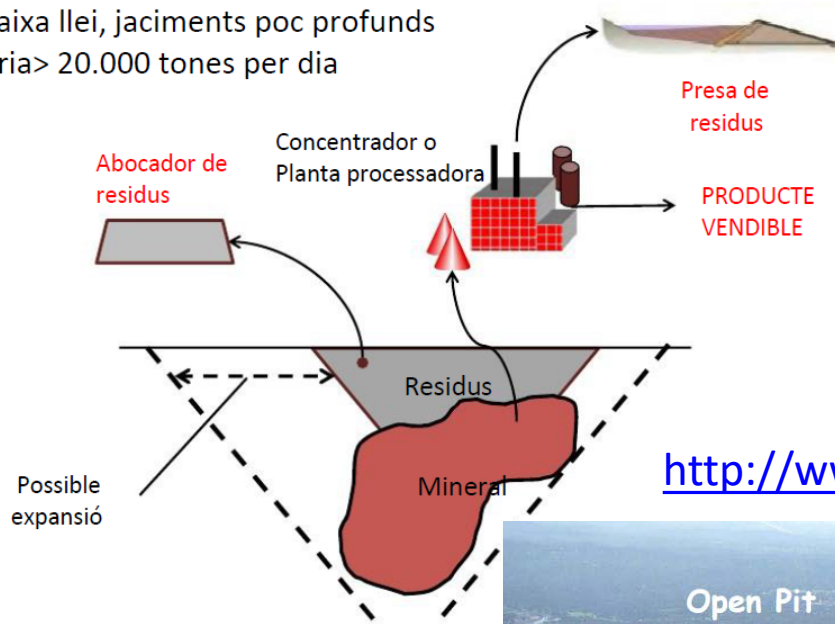 aixa llei, jaciments poc profunds
ria> 20.000 tones per dia
Presa de
residus
Concentrador o
Planta processadora
Abocador de
residus
PRODUCTE
VENDIBLE
Residus
Mineral
Possible
expansió
http://ww
Open Pit